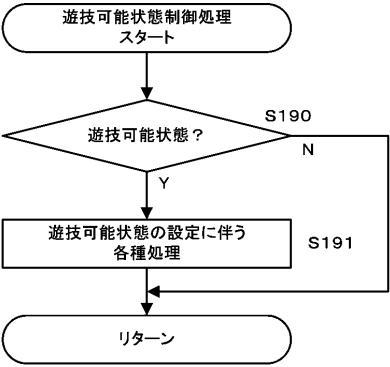 遊技可能状態制御処理
スタート
S190
遊技可能状態？
N
Y
遊技可能状態の設定に伴う
各種処理
S191
リターン